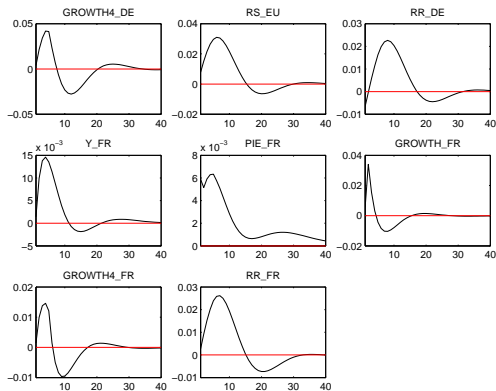 GROWTH4_DE
0.05
0
−0.05
10 20 30 40
RS_EU
0.04
0.02
0
−0.02
10 20 30 40
RR_DE
0.03
0.02
0.01
0
−0.01
10 20 30 40
Y_FR
x 10⁻³
15
10
5
0
−5
10 20 30 40
PIE_FR
x 10⁻³
8
6
4
2
0
10 20 30 40
GROWTH_FR
0.04
0.02
0
−0.02
10 20 30 40
GROWTH4_FR
0.02
0.01
0
−0.01
10 20 30 40
RR_FR
0.03
0.02
0.01
0
−0.01
10 20 30 40